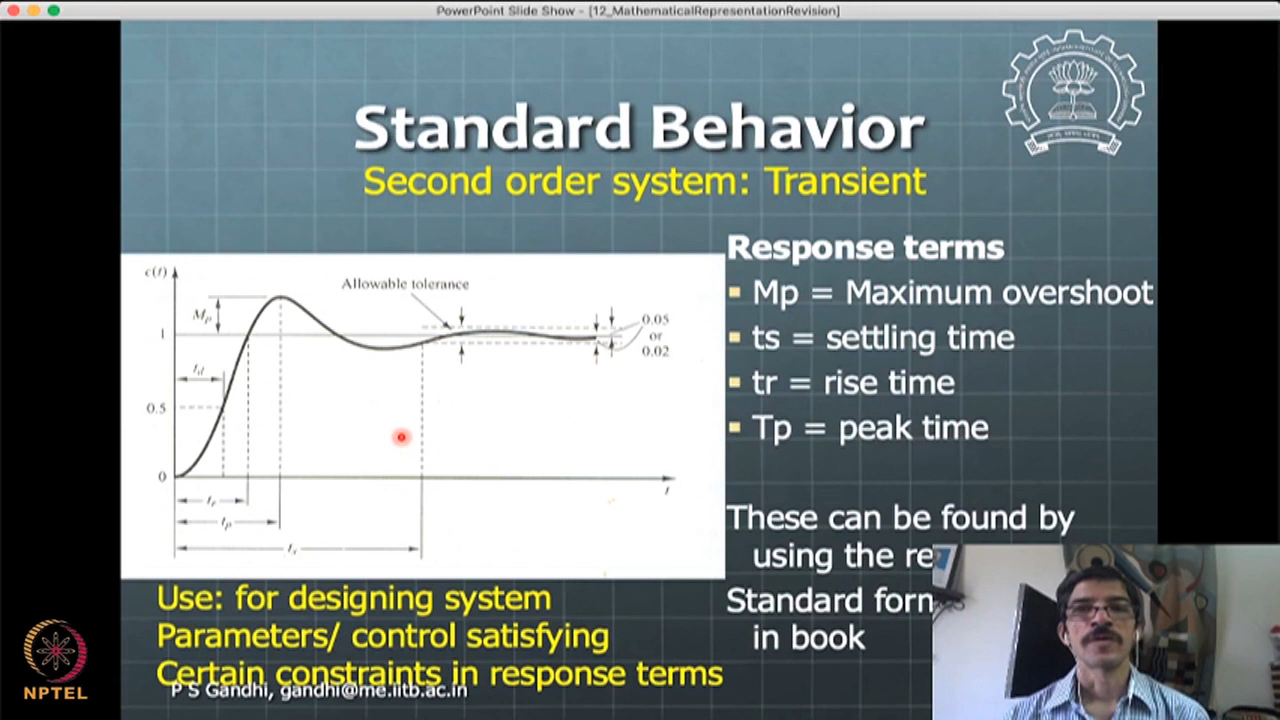 PowerPoint Slide Show - [12_MathematicalRepresentationRevision]
Standard Behavior
Second order system: Transient
c(t)
Allowable tolerance
Mp
1
0.05
or
0.02
td
0.5
0
t
tr
tp
ts
Response terms
Mp = Maximum overshoot
ts = settling time
tr = rise time
Tp = peak time
These can be found by
using the re
Standard form
in book
Use: for designing system
Parameters/ control satisfying
Certain constraints in response terms
P S Gandhi, gandhi@me.iitb.ac.in
NPTEL